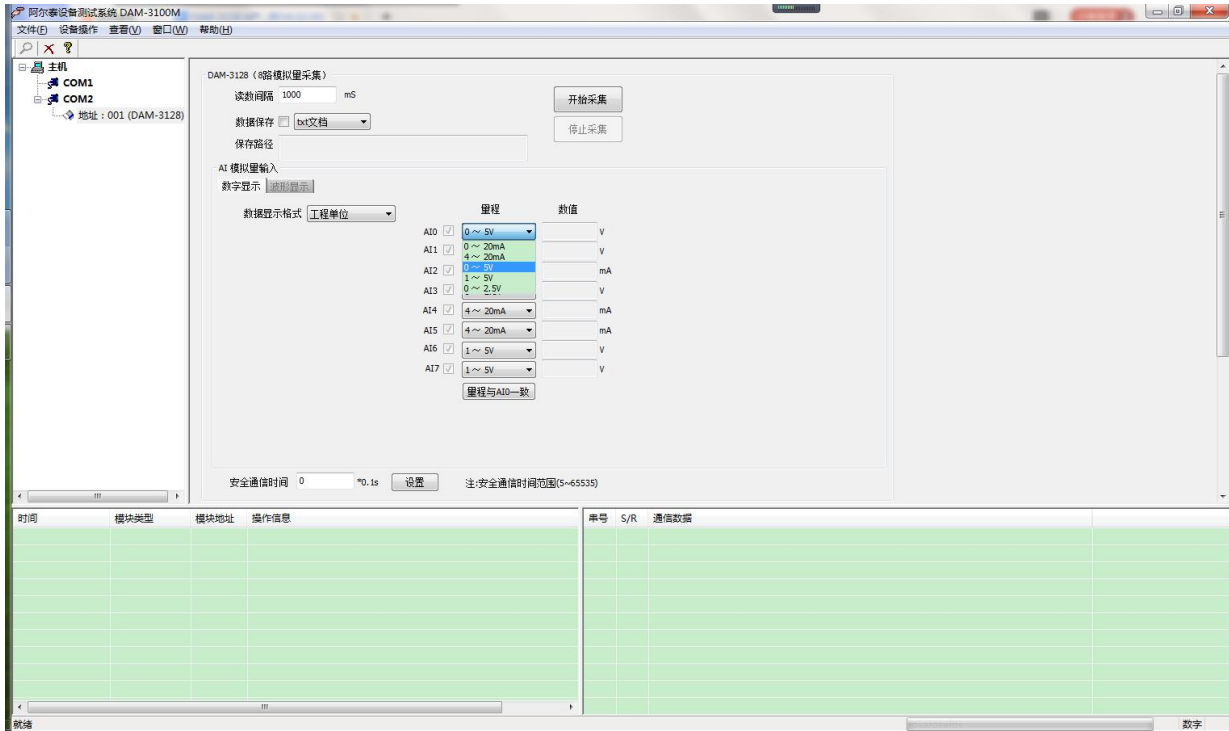 阿尔泰设备测试系统 DAM-3100M
文件(F) 设备操作 查看(V) 窗口(W) 帮助(H)
主机
COM1
COM2
地址：001 (DAM-3128)
DAM-3128（8路模拟量采集）
读数间隔 1000 mS
开始采集
数据保存 txt文档
停止采集
保存路径
AI 模拟量输入
数字显示 波形显示
数据显示格式 工程单位
量程 数值
AI0 0～ 5V V
AI1 0～ 20mA V
4～ 20mA
AI2 0～ 5V mA
1～ 5V
AI3 0～ 2.5V V
AI4 4～ 20mA mA
AI5 4～ 20mA mA
AI6 1～ 5V V
AI7 1～ 5V V
量程与AI0一致
安全通信时间 0 *0.1s 设置 注:安全通信时间范围(5~65535)
时间 模块类型 模块地址 操作信息
串号 S/R 通信数据
就绪 数字